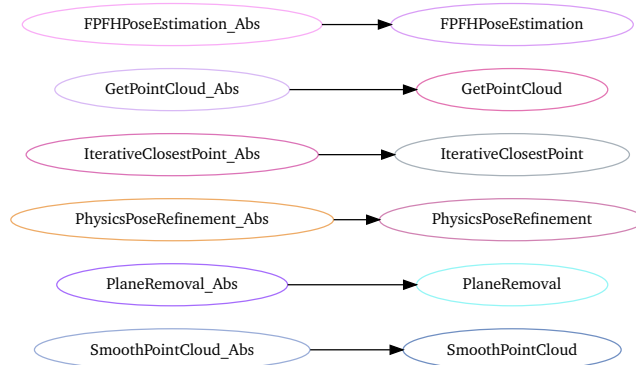 FPFHPoseEstimation_Abs FPFHPoseEstimation
GetPointCloud_Abs GetPointCloud
IterativeClosestPoint_Abs IterativeClosestPoint
PhysicsPoseRefinement_Abs PhysicsPoseRefinement
PlaneRemoval_Abs PlaneRemoval
SmoothPointCloud_Abs SmoothPointCloud